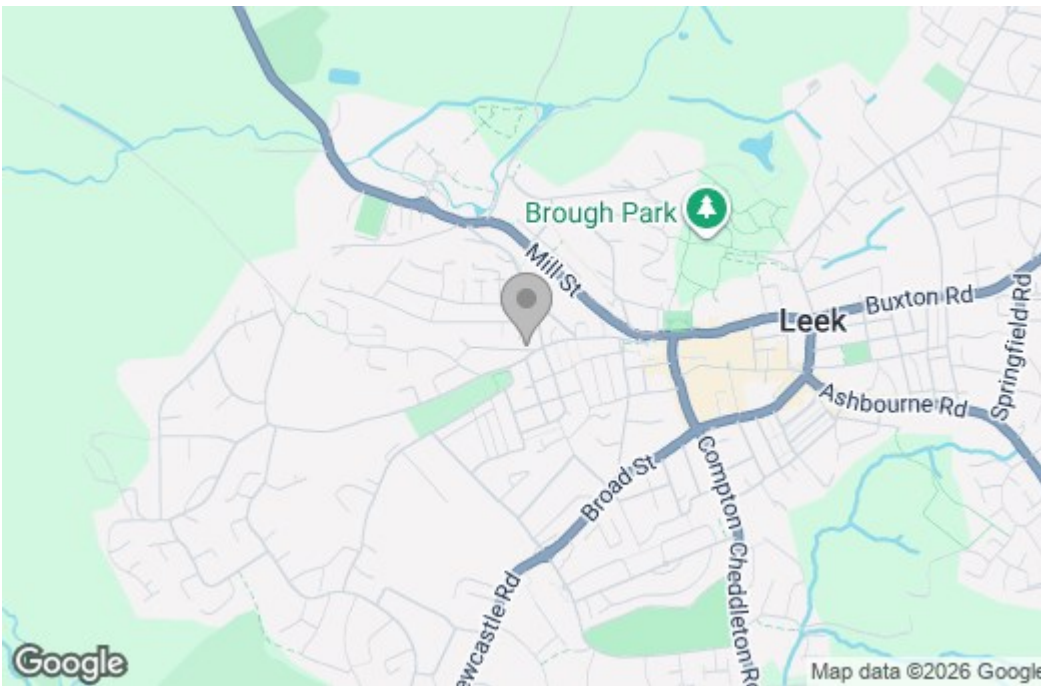 Brough Park
Mill St
Buxton Rd
Leek
Springfield Rd
Ashbourne Rd
Broad St
Compton
Cheddleton
ewcastle Rd
Google
Map data ©2026 Google